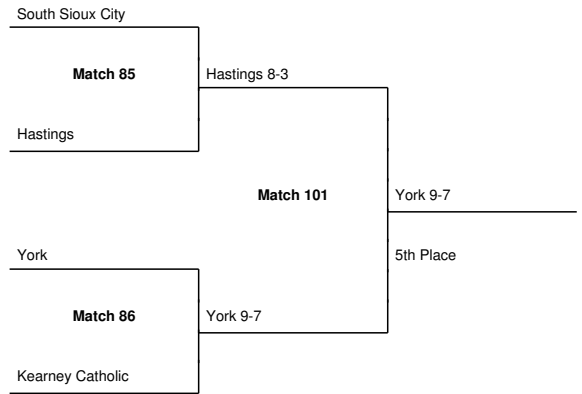 South Sioux City
Match 85
Hastings 8-3
Hastings
Match 101
York 9-7
York
5th Place
Match 86
York 9-7
Kearney Catholic